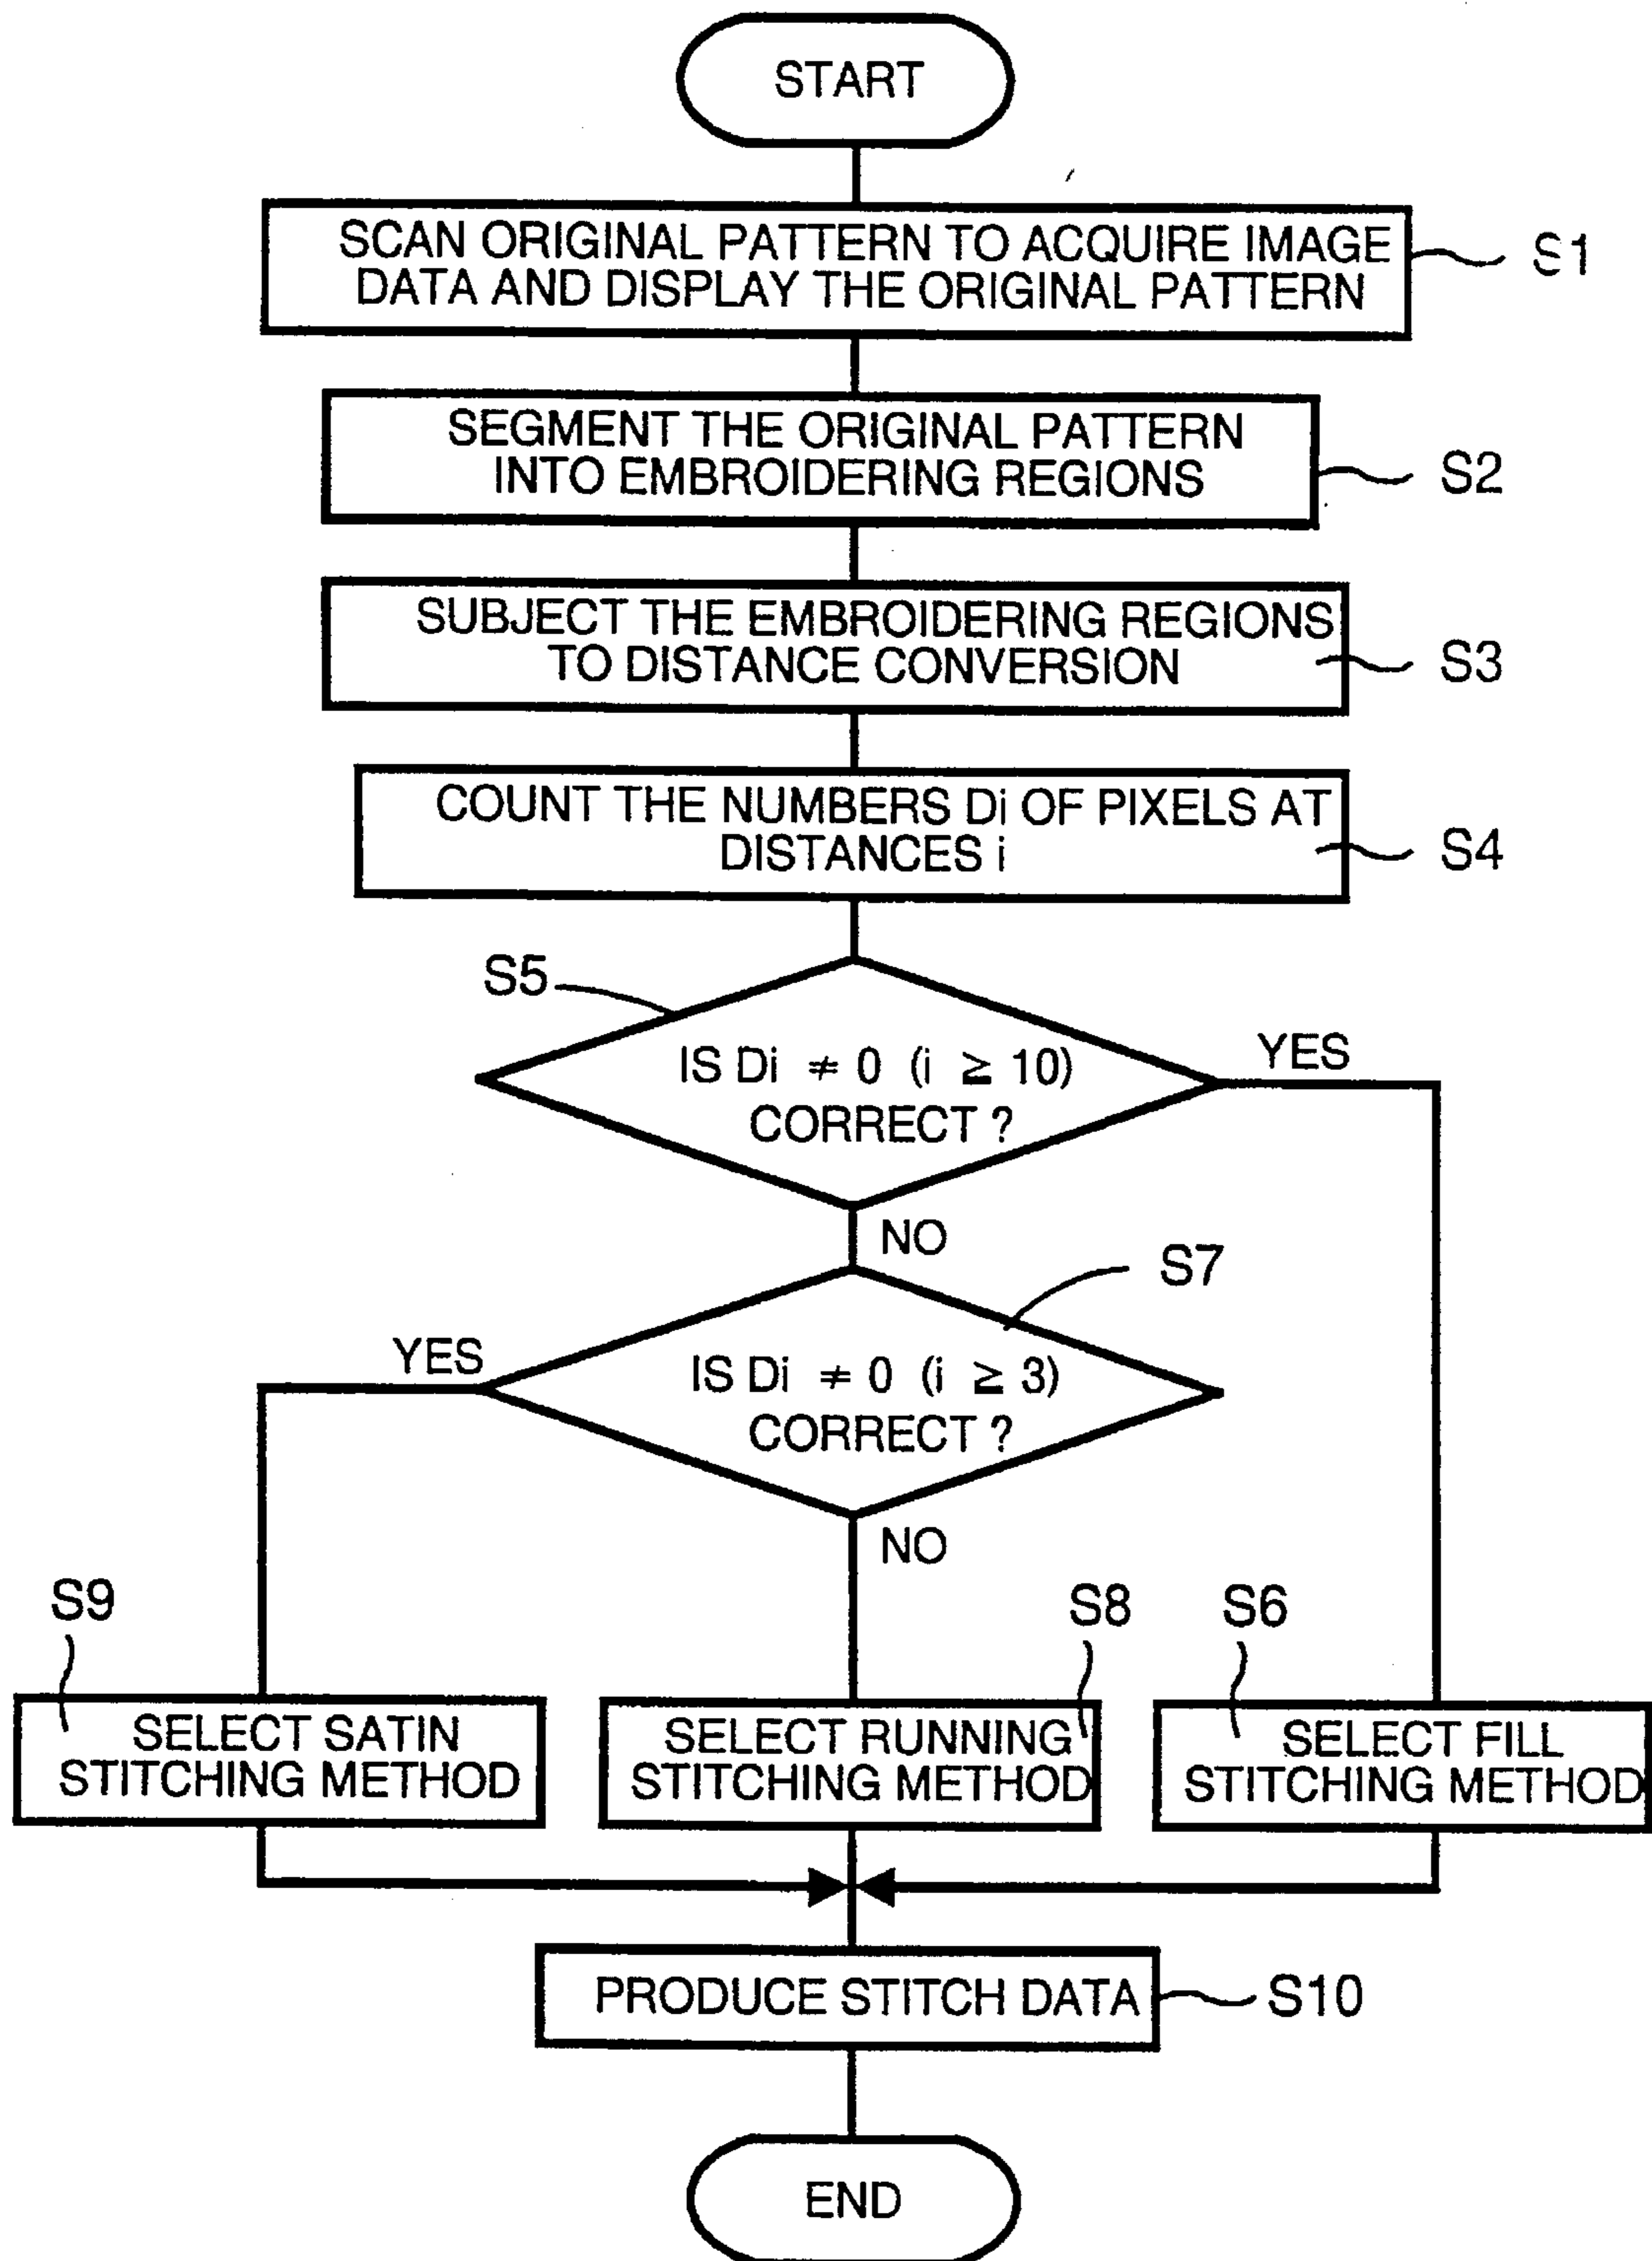 START
SCAN ORIGINAL PATTERN TO ACQUIRE IMAGE
DATA AND DISPLAY THE ORIGINAL PATTERN
S1
SEGMENT THE ORIGINAL PATTERN
INTO EMBROIDERING REGIONS
S2
SUBJECT THE EMBROIDERING REGIONS
TO DISTANCE CONVERSION
S3
COUNT THE NUMBERS Di OF PIXELS AT
DISTANCES i
S4
S5
IS Di ≠ 0 (i ≥ 10)
CORRECT ?
YES
NO
S7
YES
IS Di ≠ 0 (i ≥ 3)
CORRECT ?
NO
S9
S8
S6
SELECT SATIN
STITCHING METHOD
SELECT RUNNING
STITCHING METHOD
SELECT FILL
STITCHING METHOD
PRODUCE STITCH DATA
S10
END